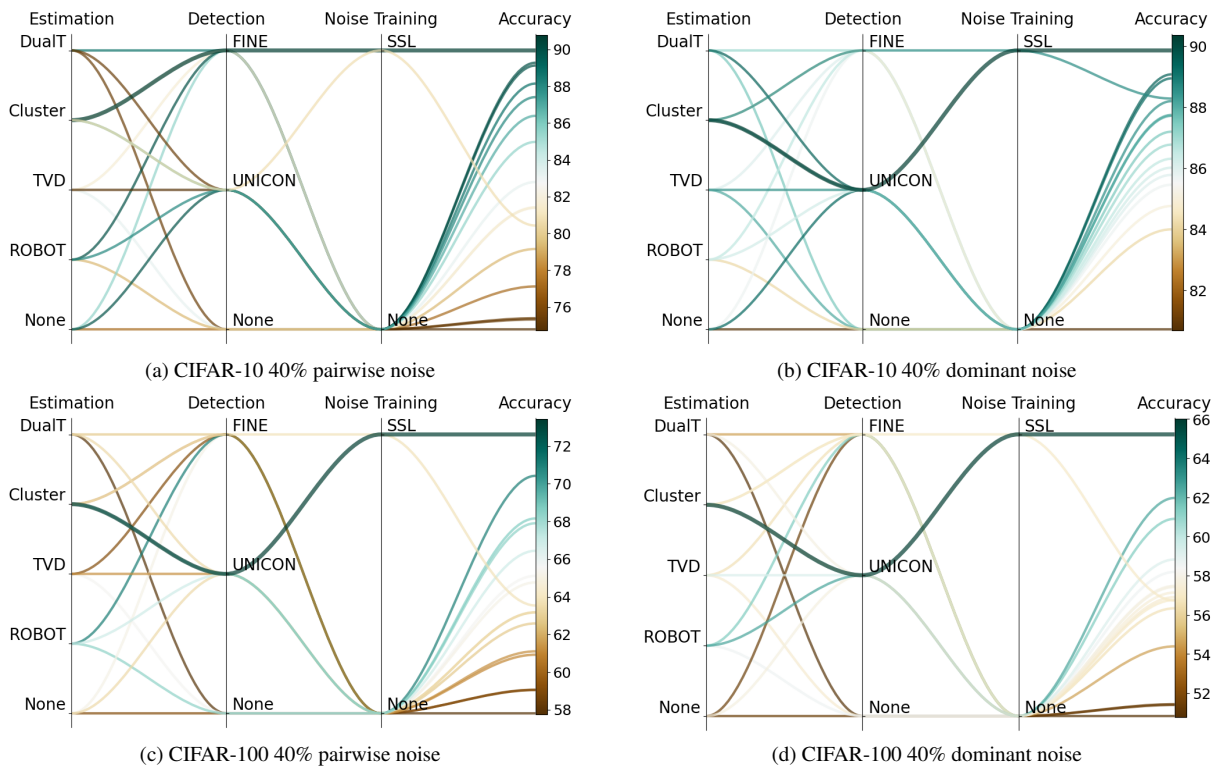 Estimation Detection Noise Training Accuracy
DualT FINE SSL
Cluster
TVD UNICON
ROBOT
None None None
90
88
86
84
82
80
78
76
(a) CIFAR-10 40% pairwise noise
Estimation Detection Noise Training Accuracy
DualT FINE SSL
Cluster
TVD UNICON
ROBOT
None None None
90
88
86
84
82
(b) CIFAR-10 40% dominant noise
Estimation Detection Noise Training Accuracy
DualT FINE SSL
Cluster
TVD UNICON
ROBOT
None None None
72
70
68
66
64
62
60
58
(c) CIFAR-100 40% pairwise noise
Estimation Detection Noise Training Accuracy
DualT FINE SSL
Cluster
TVD UNICON
ROBOT
None None None
66
64
62
60
58
56
54
52
(d) CIFAR-100 40% dominant noise